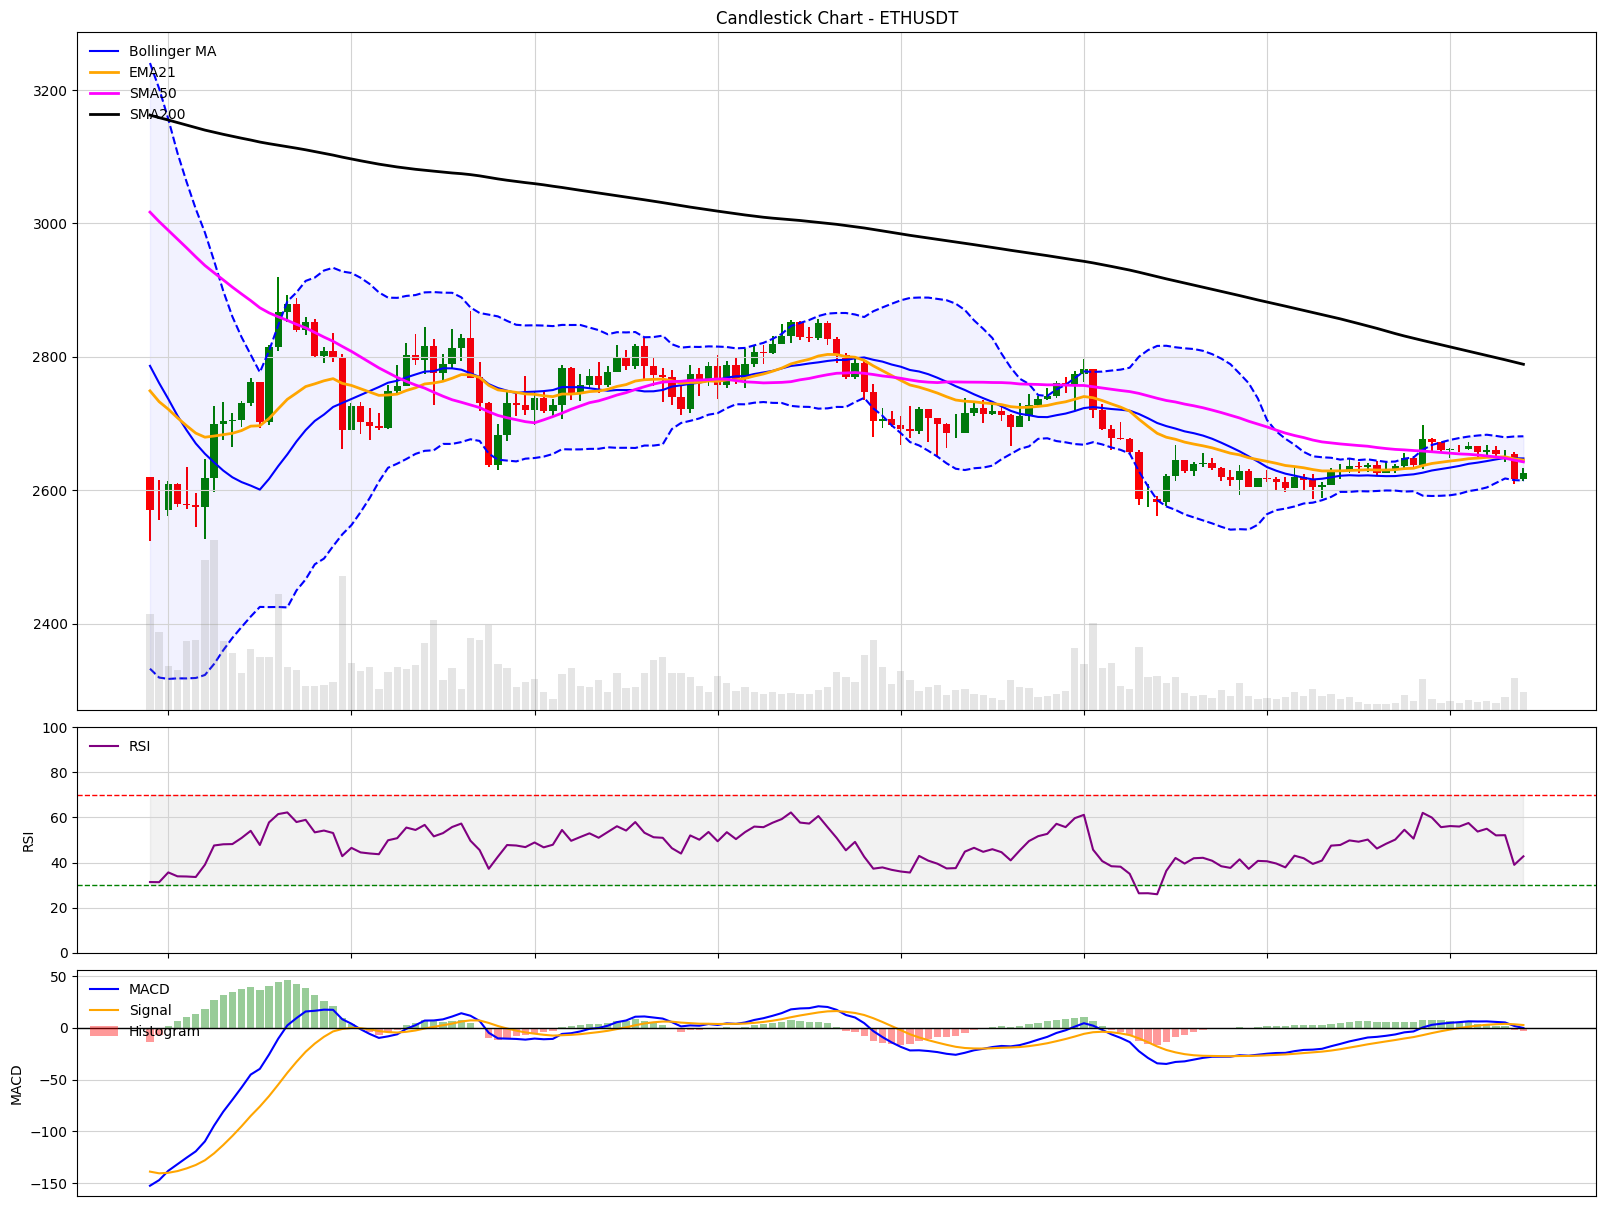 Candlestick Chart - ETHUSDT
Bollinger MA
EMA21
SMA50
SMA200
3200
3000
2800
2600
2400
100
80
60
40
20
0
RSI
RSI
50
0
−50
−100
−150
MACD
MACD
Signal
Histogram